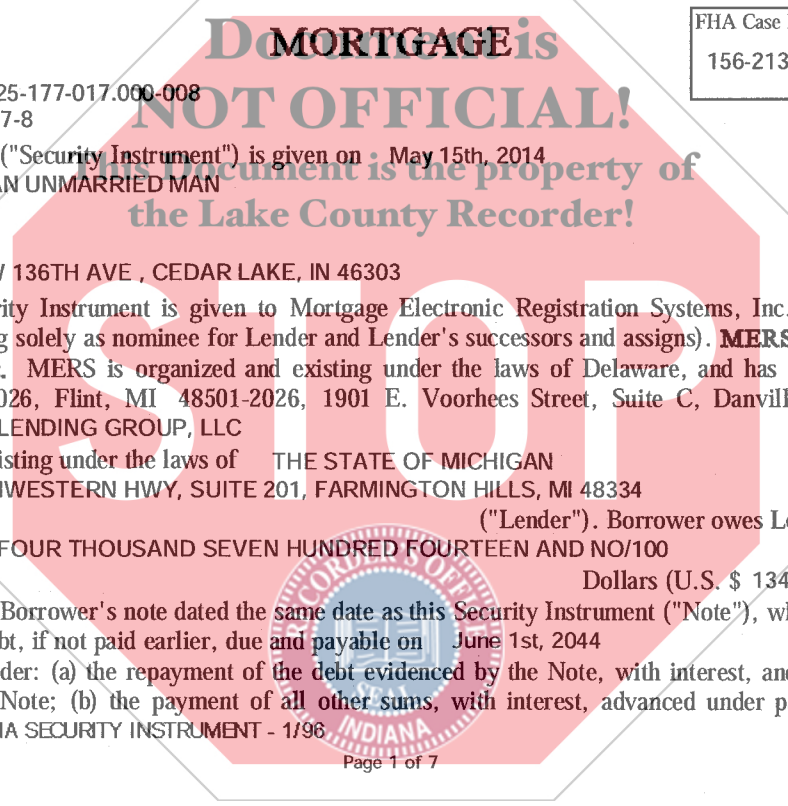 Document is
MORTGAGE
FHA Case
156-213
25-177-017.000-008
7-8
NOT OFFICIAL!
("Security Instrument") is given on May 15th, 2014
This Document is the property of
AN UNMARRIED MAN
the Lake County Recorder!
136TH AVE , CEDAR LAKE, IN 46303
STOP
rity Instrument is given to Mortgage Electronic Registration Systems, Inc.
g solely as nominee for Lender and Lender's successors and assigns). MERS
. MERS is organized and existing under the laws of Delaware, and has
026, Flint, MI 48501-2026, 1901 E. Voorhees Street, Suite C, Danvill
LENDING GROUP, LLC
isting under the laws of THE STATE OF MICHIGAN
WESTERN HWY, SUITE 201, FARMINGTON HILLS, MI 48334
("Lender"). Borrower owes Le
FOUR THOUSAND SEVEN HUNDRED FOURTEEN AND NO/100
Dollars (U.S. $ 134
Borrower's note dated the same date as this Security Instrument ("Note"), wh
bt, if not paid earlier, due and payable on June 1st, 2044
der: (a) the repayment of the debt evidenced by the Note, with interest, and
Note; (b) the payment of all other sums, with interest, advanced under p
IA SECURITY INSTRUMENT - 1/96
RECORDER'S OFFICE
SEAL
INDIANA
Page 1 of 7